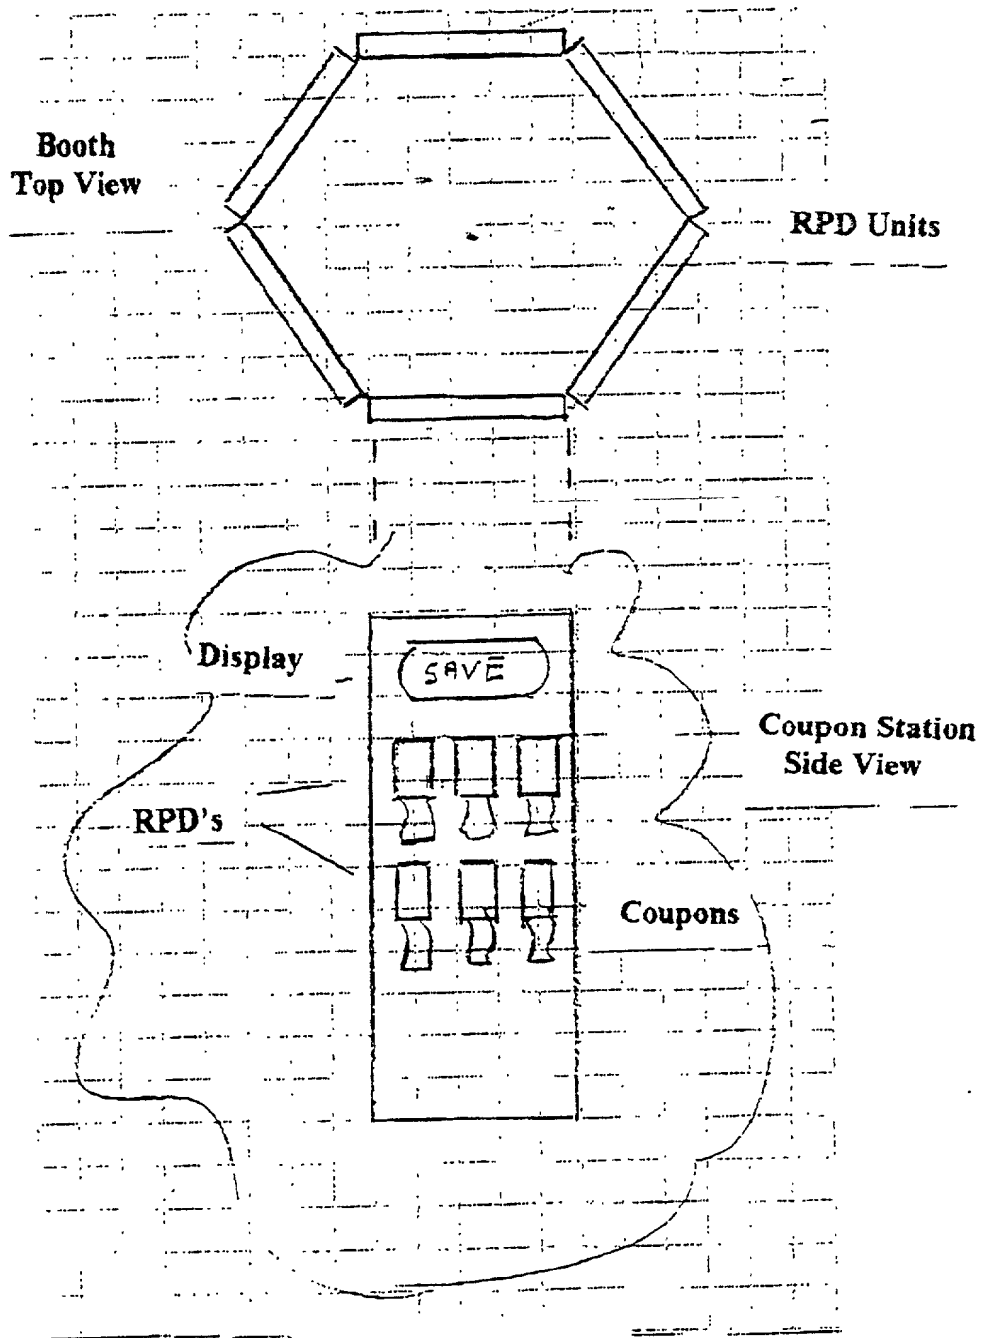 Booth
Top View
RPD Units
Display
SAVE
Coupon Station
Side View
RPD's
Coupons